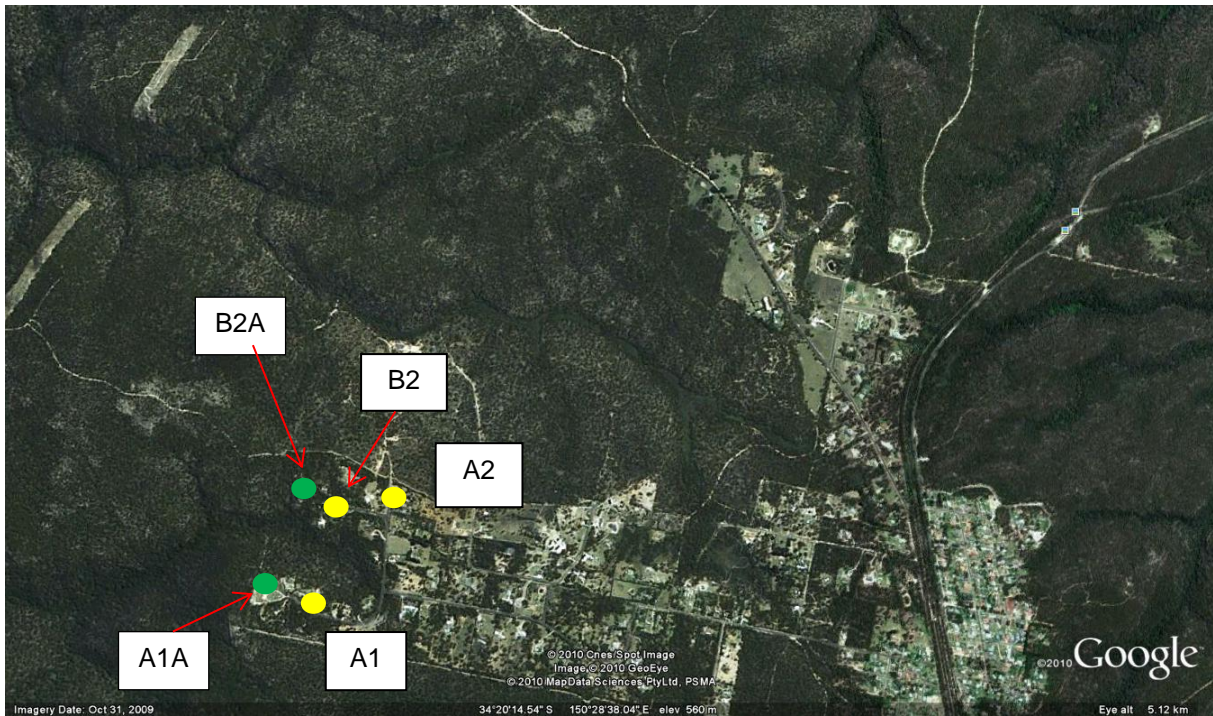 B2A
B2
A2
A1A
A1
© 2010 Cnes/Spot Image
Image © 2010 GeoEye
© 2010 MapData Sciences PtyLtd, PSMA
©2010 Google
Imagery Date: Oct 31, 2009
34°20'14.54" S 150°28'38.04" E elev 560 m
Eye alt 5.12 km